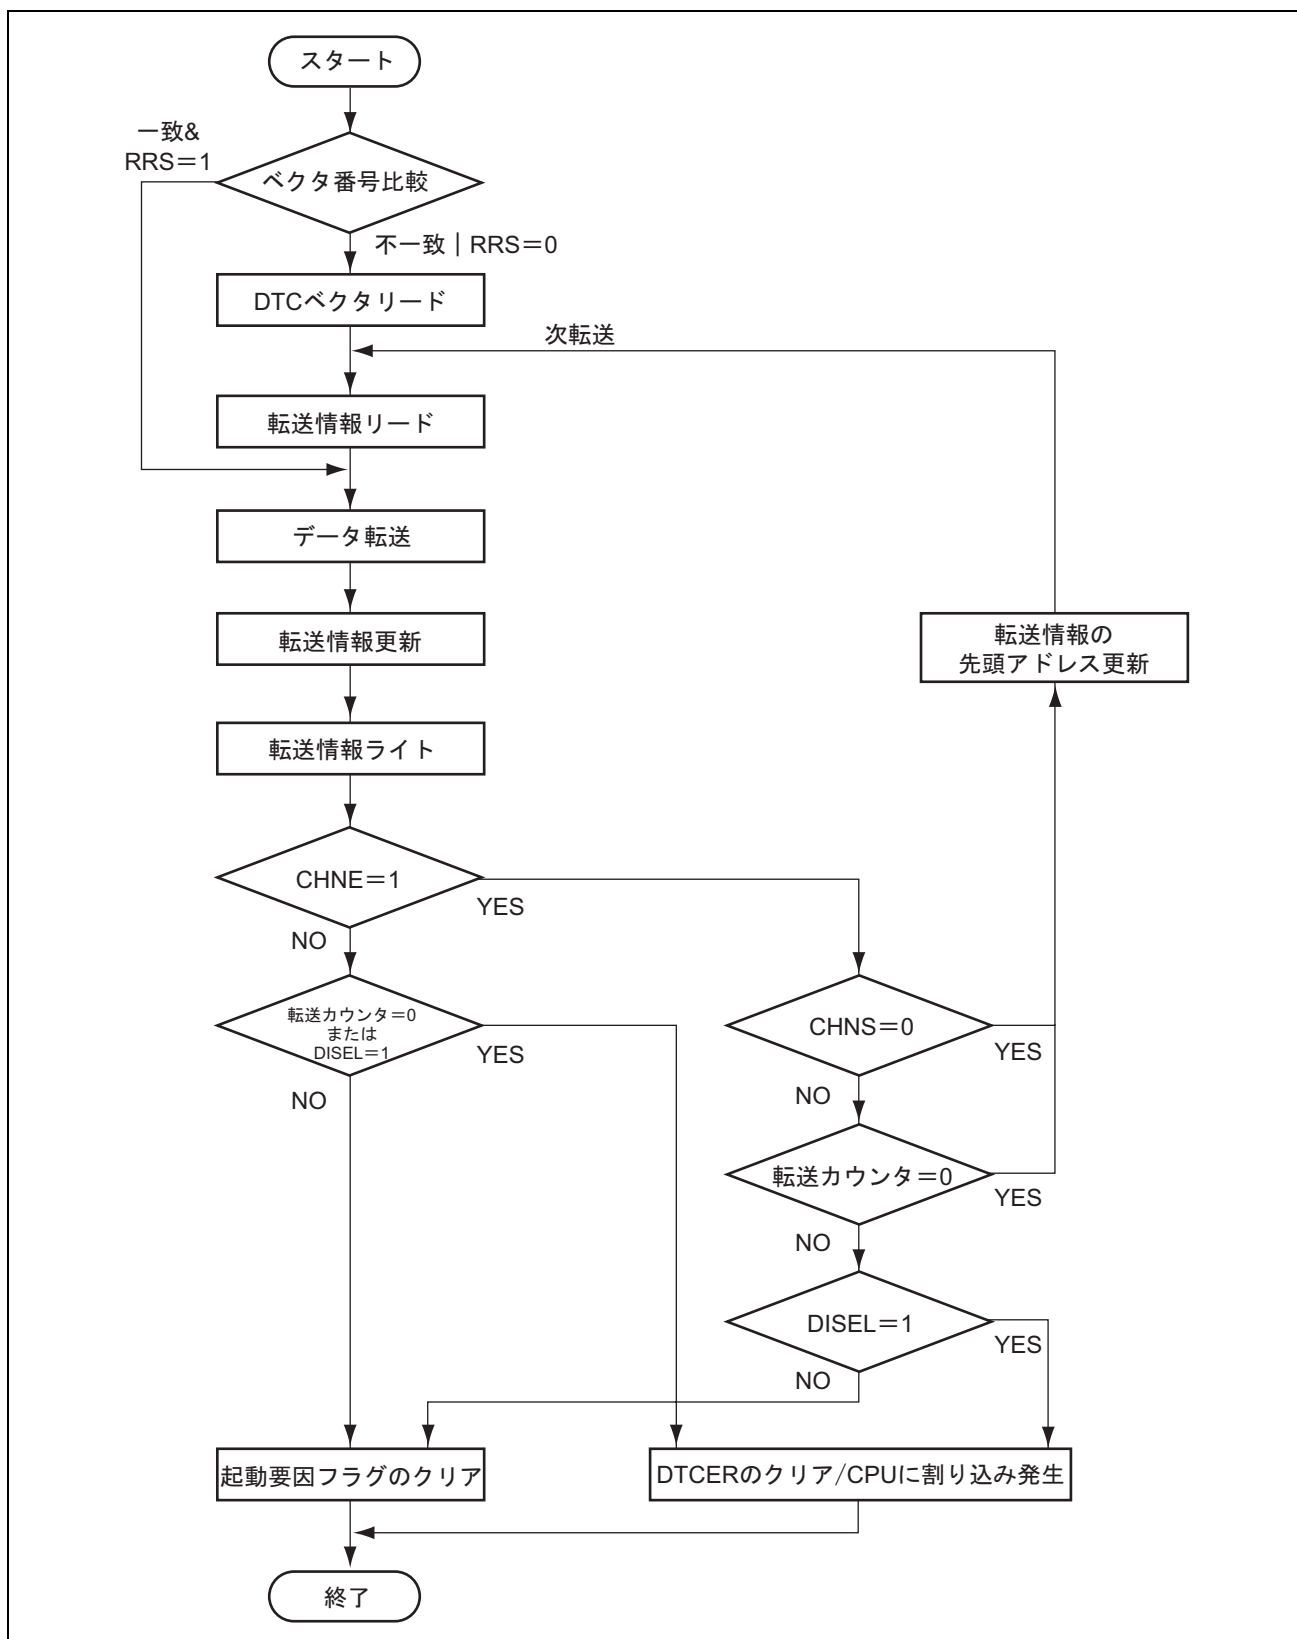 スタート
一致&
RRS＝1
ベクタ番号比較
不一致｜RRS＝0
DTCベクタリード
次転送
転送情報リード
データ転送
転送情報更新
転送情報の
先頭アドレス更新
転送情報ライト
CHNE＝1
YES
NO
転送カウンタ＝0
または
DISEL＝1
YES
NO
CHNS＝0
YES
NO
転送カウンタ＝0
YES
NO
DISEL＝1
YES
NO
起動要因フラグのクリア
DTCERのクリア/CPUに割り込み発生
終了